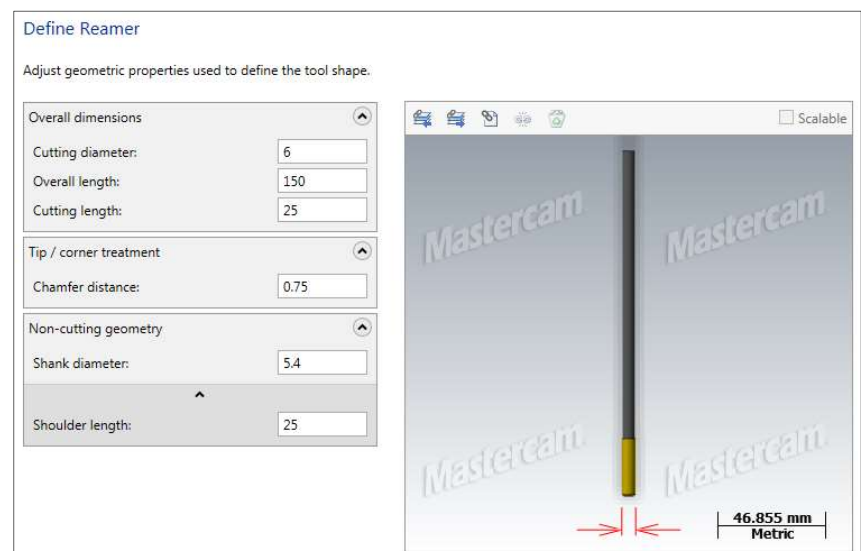 Define Reamer
Adjust geometric properties used to define the tool shape.
Overall dimensions
Cutting diameter: 6
Overall length: 150
Cutting length: 25
Tip / corner treatment
Chamfer distance: 0.75
Non-cutting geometry
Shank diameter: 5.4
Shoulder length: 25
Scalable
Mastercam Mastercam
Mastercam Mastercam
46.855 mm
Metric